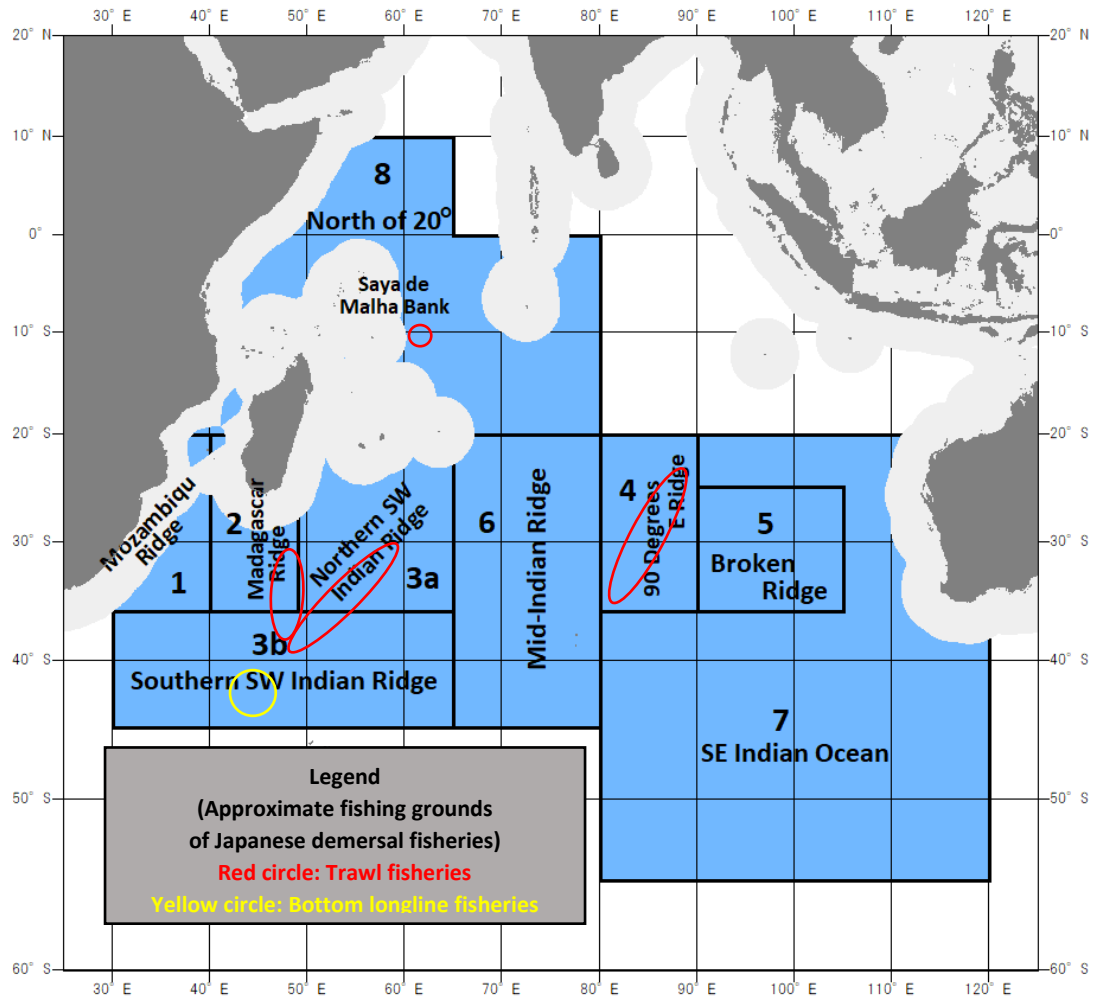 30° E 40° E 50° E 60° E 70° E 80° E 90° E 100° E 110° E 120° E
20° N 20° N
10° N 10° N
8
North of 20°
0° 0°
Saya de
Malha Bank
10° S 10° S
20° S 20° S
Mozambiqu
Ridge
1
2
Madagascar
Ridge
Northern SW
Indian Ridge
3a
6
Mid-Indian Ridge
4
90 Degrees
E Ridge
5
Broken
Ridge
30° S 30° S
3b
Southern SW Indian Ridge
40° S 40° S
7
SE Indian Ocean
50° S 50° S
Legend
(Approximate fishing grounds
of Japanese demersal fisheries)
Red circle: Trawl fisheries
Yellow circle: Bottom longline fisheries
60° S 60° S
30° E 40° E 50° E 60° E 70° E 80° E 90° E 100° E 110° E 120° E